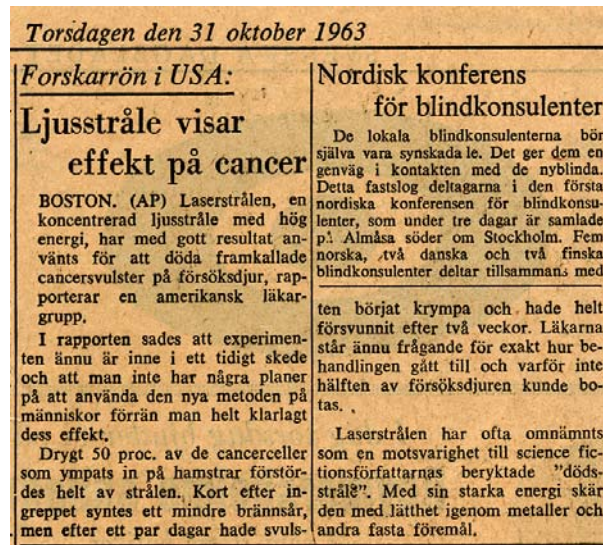 Torsdagen den 31 oktober 1963
Forskarrön i USA:
Ljusstråle visar
effekt på cancer
BOSTON. (AP) Laserstrålen, en
koncentrerad ljusstråle med hög
energi, har med gott resultat an-
vänts för att döda framkallade
cancersvulster på försöksdjur, rap-
porterar en amerikansk läkar-
grupp.
I rapporten sades att experimen-
ten ännu är inne i ett tidigt skede
och att man inte har några planer
på att använda den nya metoden på
människor förrän man helt klarlagt
dess effekt.
Drygt 50 proc. av de cancerceller
som ympats in på hamstrar förstör-
des helt av strålen. Kort efter in-
greppet syntes ett mindre brännsår,
men efter ett par dagar hade svuls-
ten börjat krympa och hade helt
försvunnit efter två veckor. Läkarna
står ännu frågande för exakt hur be-
handlingen gått till och varför inte
hälften av försöksdjuren kunde bo-
tas.
Laserstrålen har ofta omnämnts
som en motsvarighet till science fic-
tionsförfattarnas beryktade "döds-
stråle". Med sin starka energi skär
den med lätthet igenom metaller och
andra fasta föremål.
Nordisk konferens
för blindkonsulenter
De lokala blindkonsulenterna bör
själva vara synskadade. Det ger dem en
genväg i kontakten med de nyblinda.
Detta fastslog deltagarna i den första
nordiska konferensen för blindkonsu-
lenter, som under tre dagar är samlade
på Almåsa söder om Stockholm. Fem
norska, två danska och två finska
blindkonsulenter deltar tillsammans med